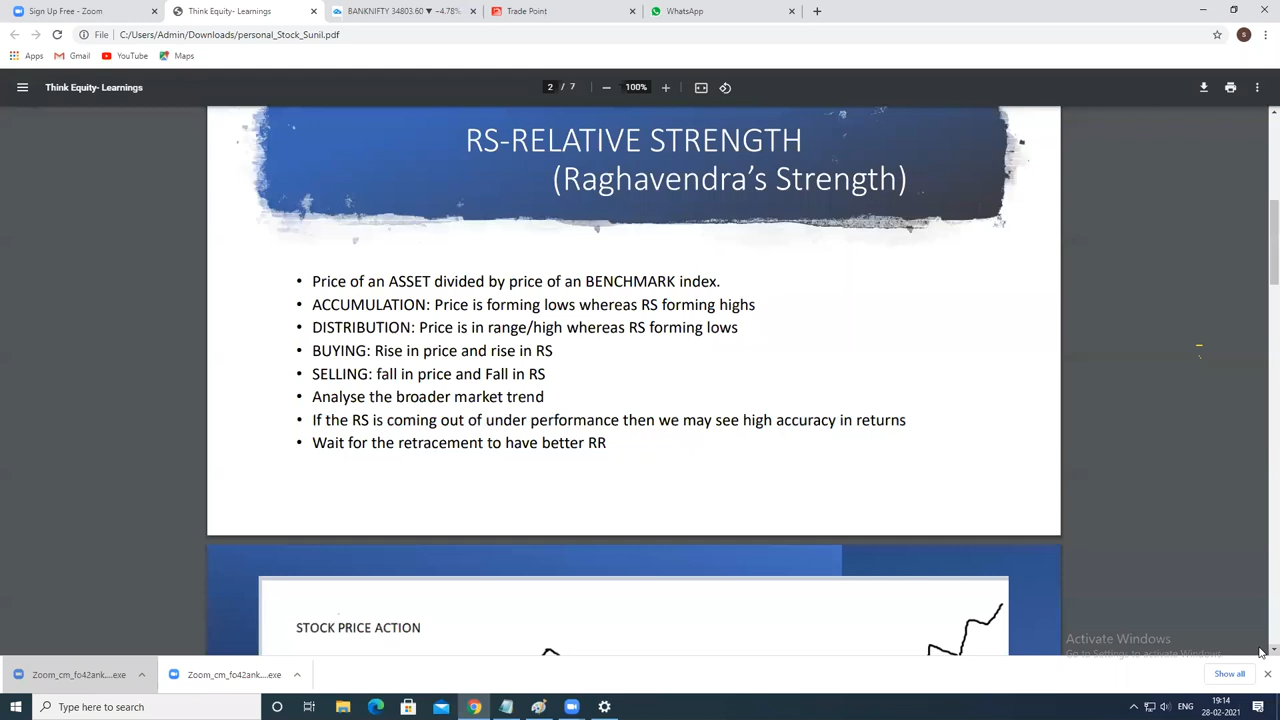 Sign Up Free - Zoom
Think Equity- Learnings
BANKNIFTY 34803.60 ▼ −4.78%
Trade Point
WhatsApp
File C:/Users/Admin/Downloads/personal_Stock_Sunil.pdf
S
Apps Gmail YouTube Maps
Think Equity- Learnings
2 / 7
100%
RS-RELATIVE STRENGTH
(Raghavendra’s Strength)
• Price of an ASSET divided by price of an BENCHMARK index.
• ACCUMULATION: Price is forming lows whereas RS forming highs
• DISTRIBUTION: Price is in range/high whereas RS forming lows
• BUYING: Rise in price and rise in RS
• SELLING: fall in price and Fall in RS
• Analyse the broader market trend
• If the RS is coming out of under performance then we may see high accuracy in returns
• Wait for the retracement to have better RR
STOCK PRICE ACTION
Activate Windows
Go to Settings to activate Windows.
Zoom_cm_fo42ank....exe
Zoom_cm_fo42ank....exe
Show all
Type here to search
ENG
19:14
28-02-2021